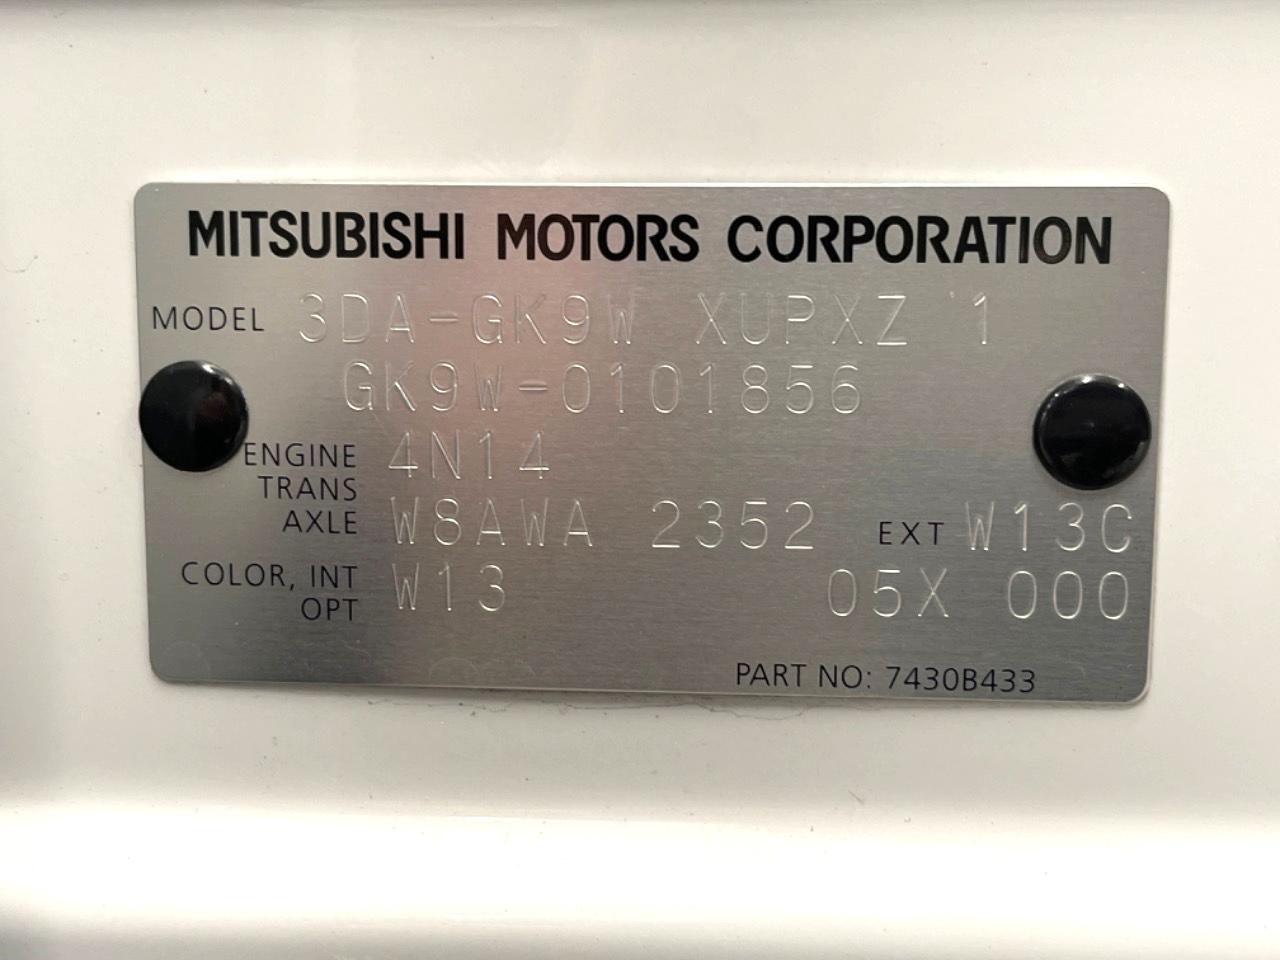 MITSUBISHI MOTORS CORPORATION
MODEL 3DA-GK9W XUPXZ '1
GK9W-0101856
ENGINE 4N14
TRANS
AXLE W8AWA 2352 EXT W13C
COLOR, INT W13 05X 000
OPT
PART NO: 7430B433